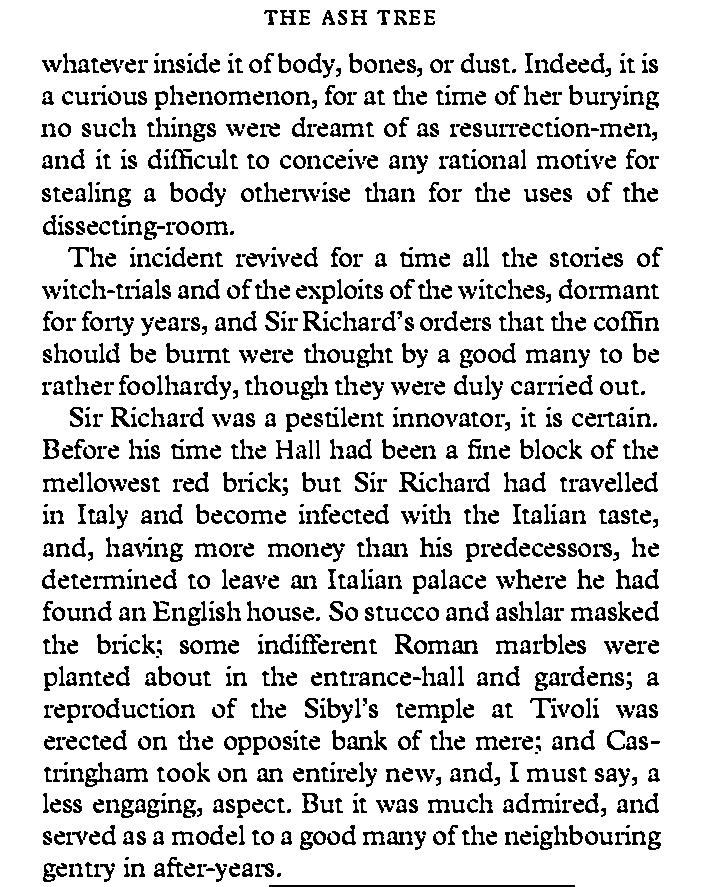 THE ASH TREE
whatever inside it of body, bones, or dust. Indeed, it is
a curious phenomenon, for at the time of her burying
no such things were dreamt of as resurrection-men,
and it is difficult to conceive any rational motive for
stealing a body otherwise than for the uses of the
dissecting-room.
The incident revived for a time all the stories of
witch-trials and of the exploits of the witches, dormant
for forty years, and Sir Richard's orders that the coffin
should be burnt were thought by a good many to be
rather foolhardy, though they were duly carried out.
Sir Richard was a pestilent innovator, it is certain.
Before his time the Hall had been a fine block of the
mellowest red brick; but Sir Richard had travelled
in Italy and become infected with the Italian taste,
and, having more money than his predecessors, he
determined to leave an Italian palace where he had
found an English house. So stucco and ashlar masked
the brick; some indifferent Roman marbles were
planted about in the entrance-hall and gardens; a
reproduction of the Sibyl's temple at Tivoli was
erected on the opposite bank of the mere; and Cas-
tringham took on an entirely new, and, I must say, a
less engaging, aspect. But it was much admired, and
served as a model to a good many of the neighbouring
gentry in after-years.